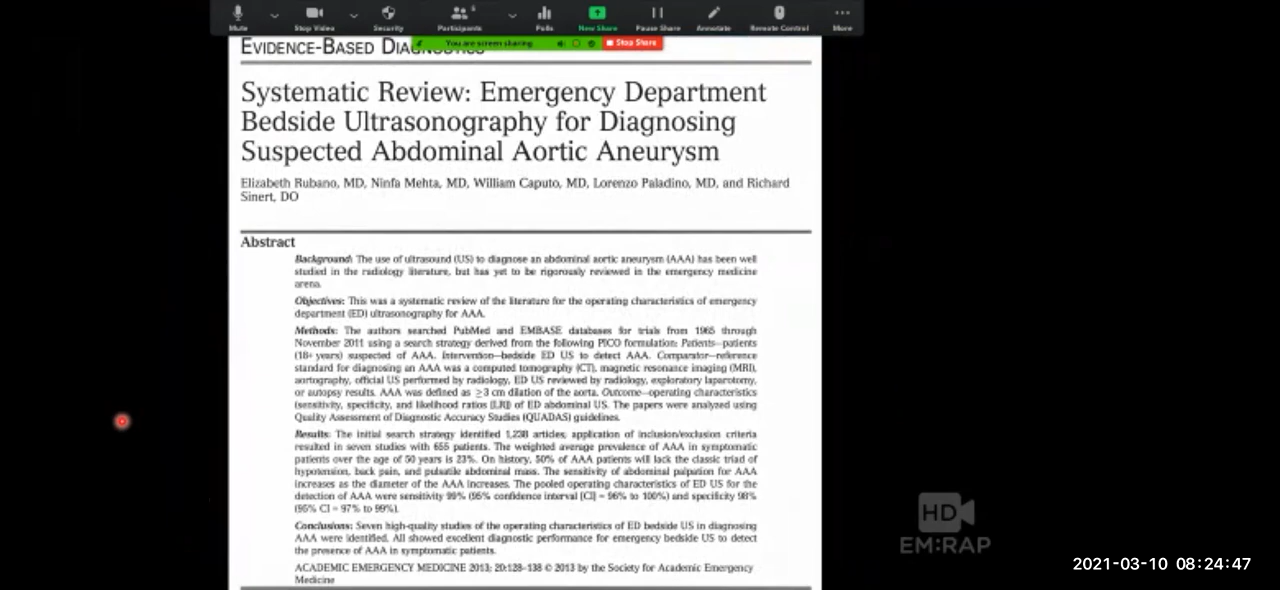 Mute
Stop Video
Security
Participants
6
Polls
New Share
Pause Share
Annotate
Remote Control
More
You are screen sharing
Stop Share
EVIDENCE-BASED DIAGNOSTICS
Systematic Review: Emergency Department
Bedside Ultrasonography for Diagnosing
Suspected Abdominal Aortic Aneurysm
Elizabeth Rubano, MD, Ninfa Mehta, MD, William Caputo, MD, Lorenzo Paladino, MD, and Richard
Sinert, DO
Abstract
Background: The use of ultrasound (US) to diagnose an abdominal aortic aneurysm (AAA) has been well
studied in the radiology literature, but has yet to be rigorously reviewed in the emergency medicine
arena.
Objectives: This was a systematic review of the literature for the operating characteristics of emergency
department (ED) ultrasonography for AAA.
Methods: The authors searched PubMed and EMBASE databases for trials from 1965 through
November 2011 using a search strategy derived from the following PICO formulation: Patients—patients
(18+ years) suspected of AAA. Intervention—bedside ED US to detect AAA. Comparator—reference
standard for diagnosing an AAA was a computed tomography (CT), magnetic resonance imaging (MRI),
aortography, official US performed by radiology, ED US reviewed by radiology, exploratory laparotomy,
or autopsy results. AAA was defined as ≥3 cm dilation of the aorta. Outcome—operating characteristics
(sensitivity, specificity, and likelihood ratios [LR]) of ED abdominal US. The papers were analyzed using
Quality Assessment of Diagnostic Accuracy Studies (QUADAS) guidelines.
Results: The initial search strategy identified 1,238 articles; application of inclusion/exclusion criteria
resulted in seven studies with 655 patients. The weighted average prevalence of AAA in symptomatic
patients over the age of 50 years is 23%. On history, 50% of AAA patients will lack the classic triad of
hypotension, back pain, and pulsatile abdominal mass. The sensitivity of abdominal palpation for AAA
increases as the diameter of the AAA increases. The pooled operating characteristics of ED US for the
detection of AAA were sensitivity 99% (95% confidence interval [CI] = 96% to 100%) and specificity 98%
(95% CI = 97% to 99%).
Conclusions: Seven high-quality studies of the operating characteristics of ED bedside US in diagnosing
AAA were identified. All showed excellent diagnostic performance for emergency bedside US to detect
the presence of AAA in symptomatic patients.
ACADEMIC EMERGENCY MEDICINE 2013; 20:128–138 © 2013 by the Society for Academic Emergency
Medicine
HD
EM:RAP
2021-03-10 08:24:47